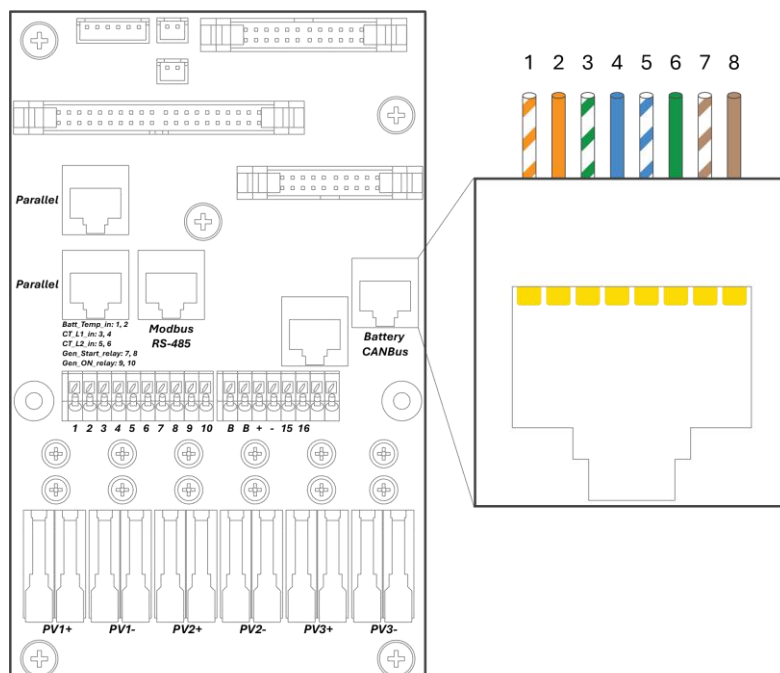 1 2 3 4 5 6 7 8
Parallel
Parallel
Batt_Temp_in: 1, 2
CT_L1_in: 3, 4
CT_L2_in: 5, 6
Gen_Start_relay: 7, 8
Gen_ON_relay: 9, 10
Modbus
RS-485
Battery
CANBus
1 2 3 4 5 6 7 8 9 10 B B + - 15 16
PV1+ PV1- PV2+ PV2- PV3+ PV3-